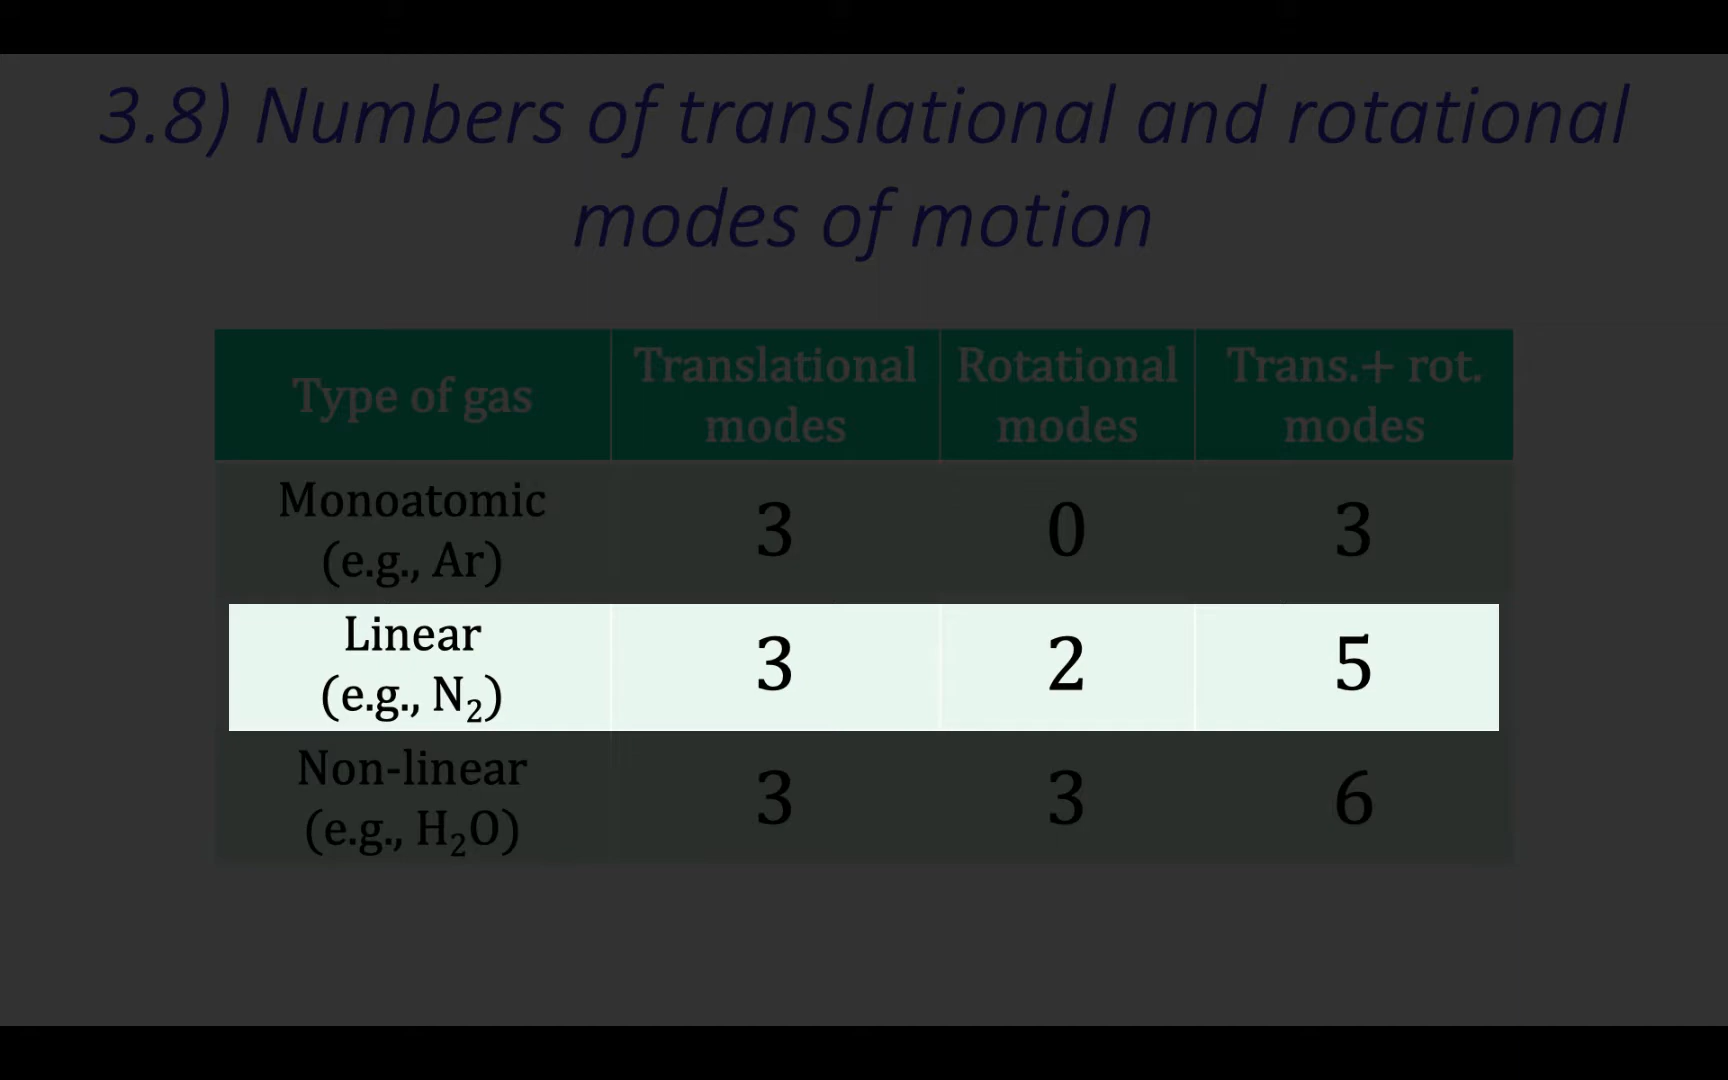 3.8) Numbers of translational and rotational
modes of motion
Type of gas
Translational
modes
Rotational
modes
Trans.+ rot.
modes
Monoatomic
(e.g., Ar)
3
0
3
Linear
(e.g., N₂)
3
2
5
Non-linear
(e.g., H₂O)
3
3
6